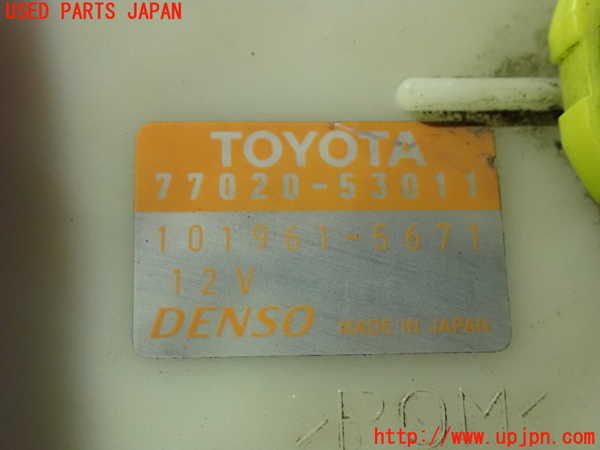 USED PARTS JAPAN
TOYOTA
77020-53011
101961-5671
12V
DENSO MADE IN JAPAN
>POM<
http://www.upjpn.com/